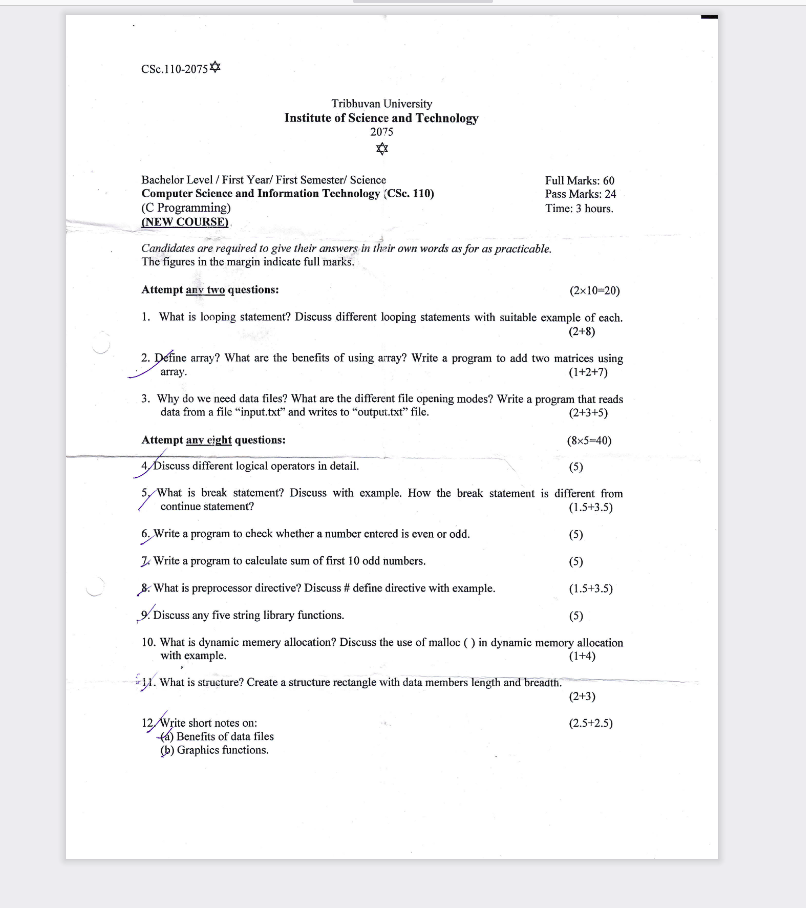 CSc.110-2075✡
Tribhuvan University
Institute of Science and Technology
2075
✡
Bachelor Level / First Year/ First Semester/ Science
Full Marks: 60
Computer Science and Information Technology (CSc. 110)
Pass Marks: 24
(C Programming)
Time: 3 hours.
(NEW COURSE)
Candidates are required to give their answers in their own words as for as practicable.
The figures in the margin indicate full marks.
Attempt any two questions: (2×10=20)
1. What is looping statement? Discuss different looping statements with suitable example of each.
(2+8)
2. Define array? What are the benefits of using array? Write a program to add two matrices using
array. (1+2+7)
3. Why do we need data files? What are the different file opening modes? Write a program that reads
data from a file “input.txt” and writes to “output.txt” file. (2+3+5)
Attempt any eight questions: (8×5=40)
4. Discuss different logical operators in detail. (5)
5. What is break statement? Discuss with example. How the break statement is different from
continue statement? (1.5+3.5)
6. Write a program to check whether a number entered is even or odd. (5)
7. Write a program to calculate sum of first 10 odd numbers. (5)
8. What is preprocessor directive? Discuss # define directive with example. (1.5+3.5)
9. Discuss any five string library functions. (5)
10. What is dynamic memery allocation? Discuss the use of malloc ( ) in dynamic memory allocation
with example. (1+4)
11. What is structure? Create a structure rectangle with data members length and breadth.
(2+3)
12. Write short notes on: (2.5+2.5)
(a) Benefits of data files
(b) Graphics functions.